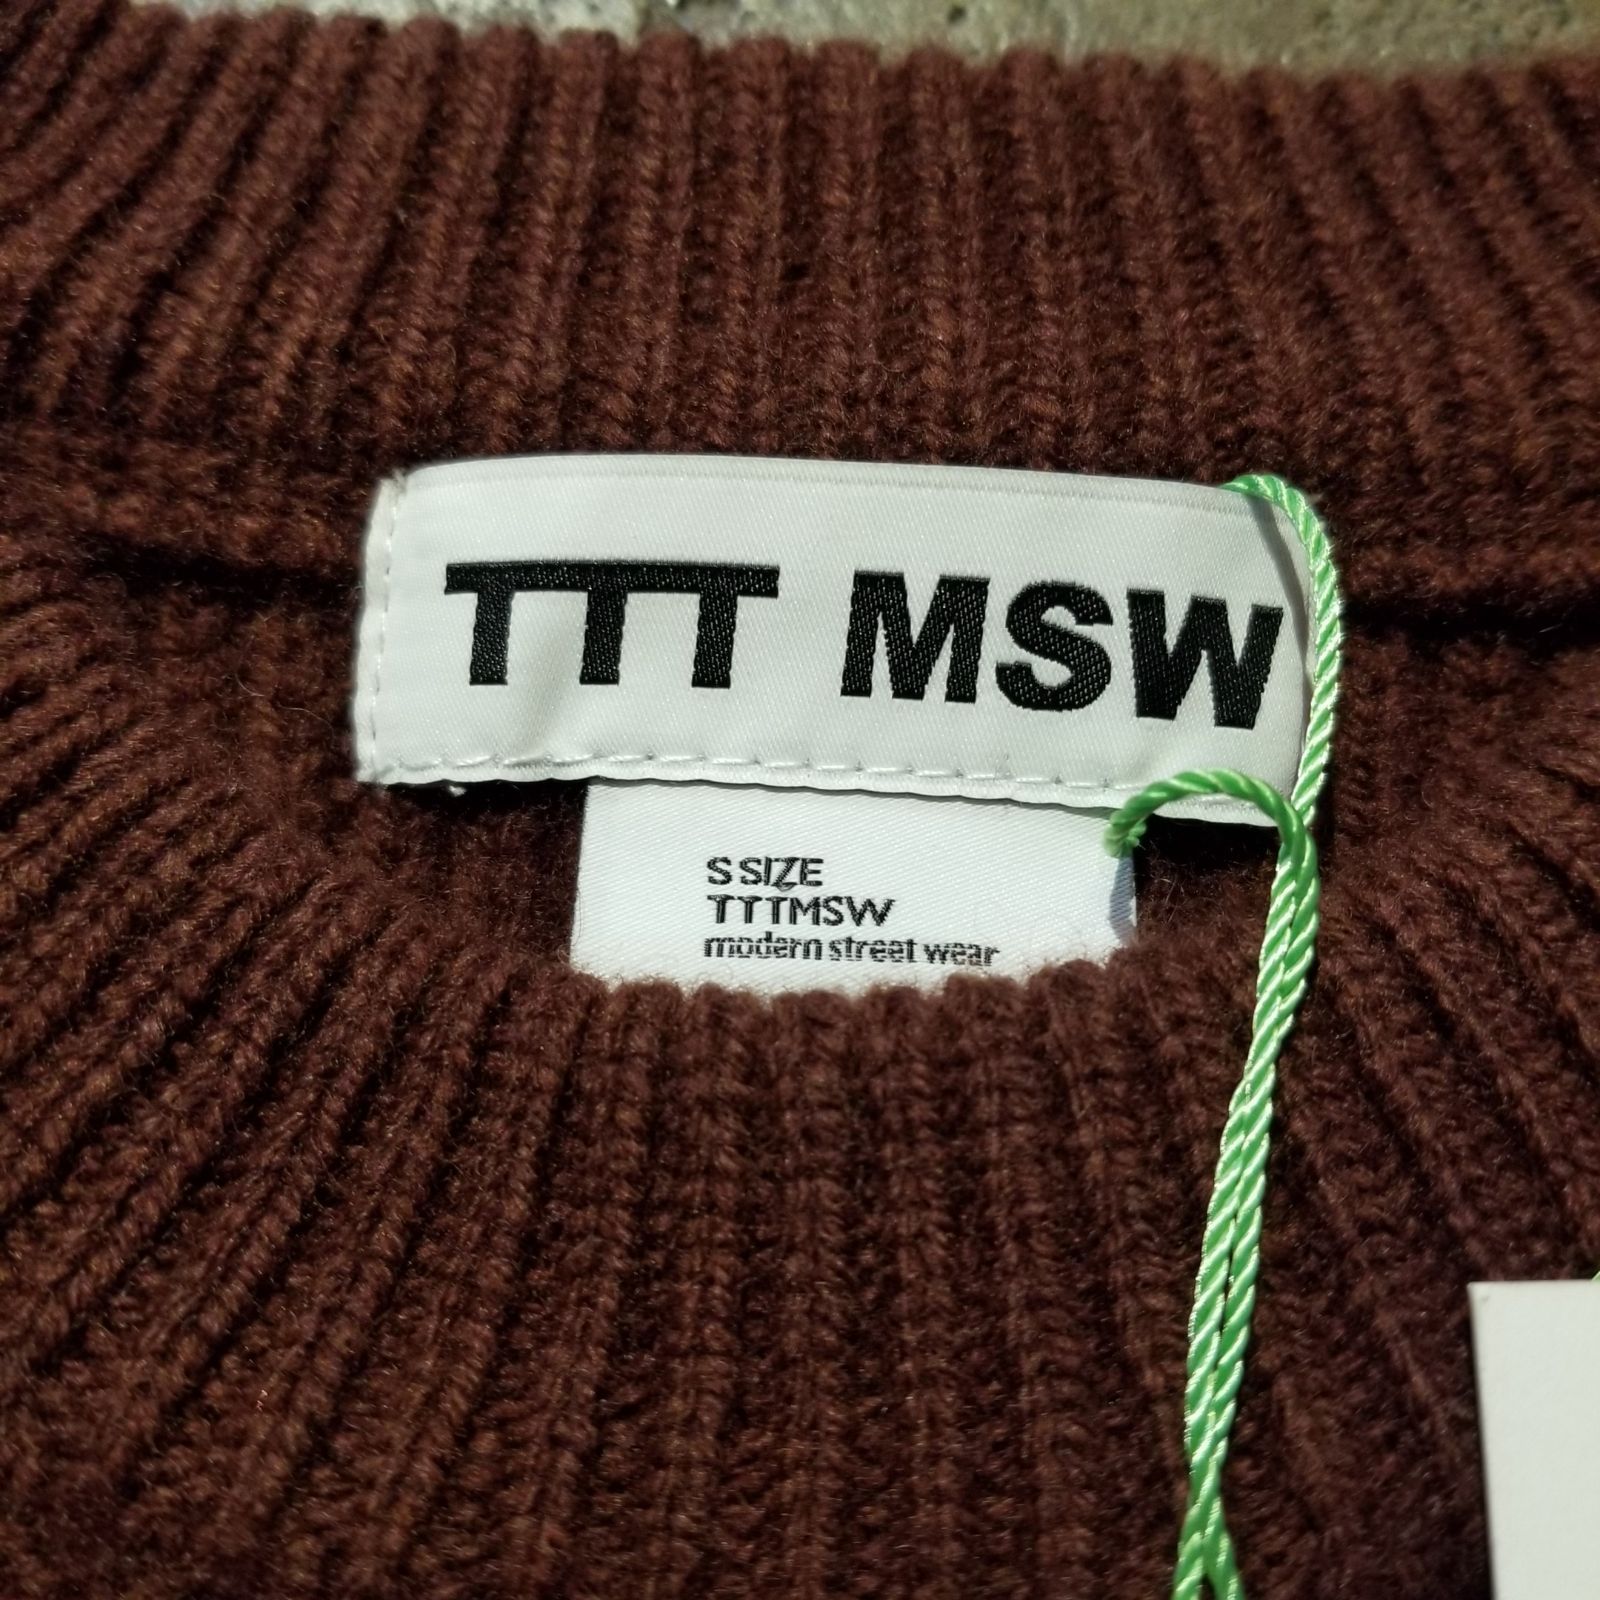 TTT MSW
S SIZE
TTTMSW
modern street wear